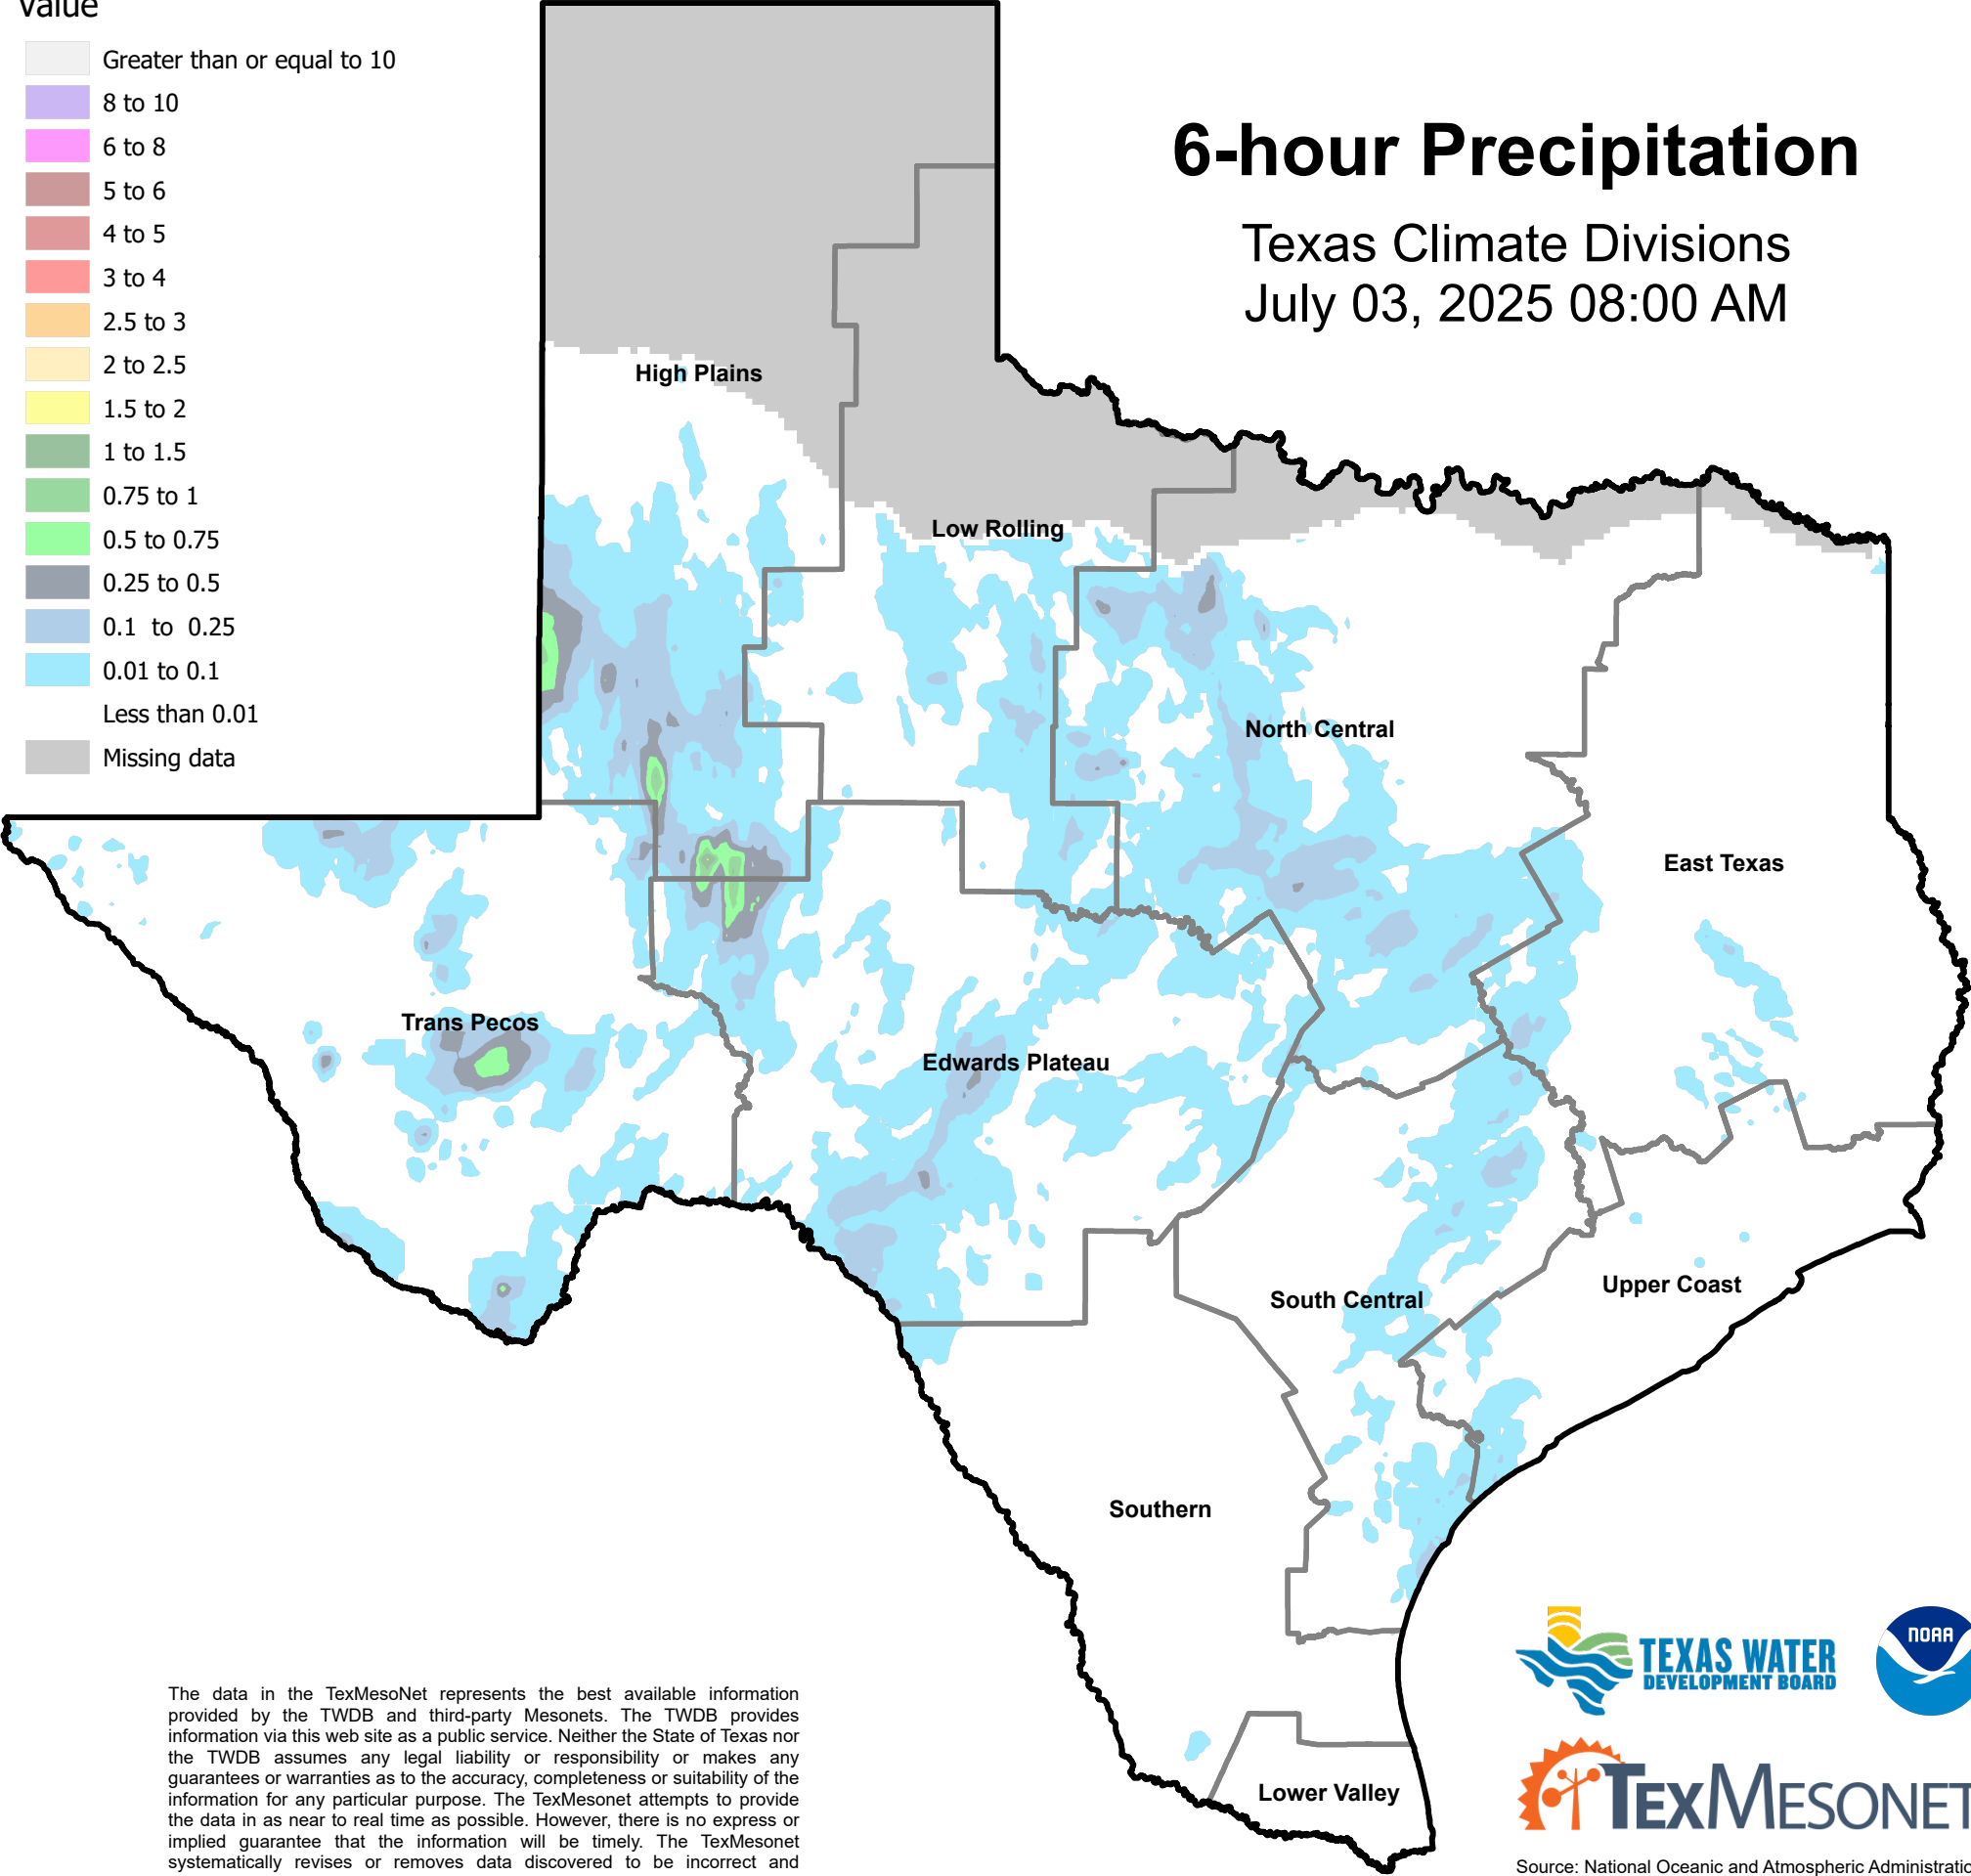 Value
Greater than or equal to 10
8 to 10
6 to 8
5 to 6
4 to 5
3 to 4
2.5 to 3
2 to 2.5
1.5 to 2
1 to 1.5
0.75 to 1
0.5 to 0.75
0.25 to 0.5
0.1 to 0.25
0.01 to 0.1
Less than 0.01
Missing data
6-hour Precipitation
Texas Climate Divisions
July 03, 2025 08:00 AM
High Plains
Low Rolling
North Central
East Texas
Trans Pecos
Edwards Plateau
South Central
Upper Coast
Southern
Lower Valley
The data in the TexMesoNet represents the best available information
provided by the TWDB and third-party Mesonets. The TWDB provides
information via this web site as a public service. Neither the State of Texas nor
the TWDB assumes any legal liability or responsibility or makes any
guarantees or warranties as to the accuracy, completeness or suitability of the
information for any particular purpose. The TexMesonet attempts to provide
the data in as near to real time as possible. However, there is no express or
implied guarantee that the information will be timely. The TexMesonet
systematically revises or removes data discovered to be incorrect and
TEXAS WATER
DEVELOPMENT BOARD
NOAA
TEXMESONET
Source: National Oceanic and Atmospheric Administratio